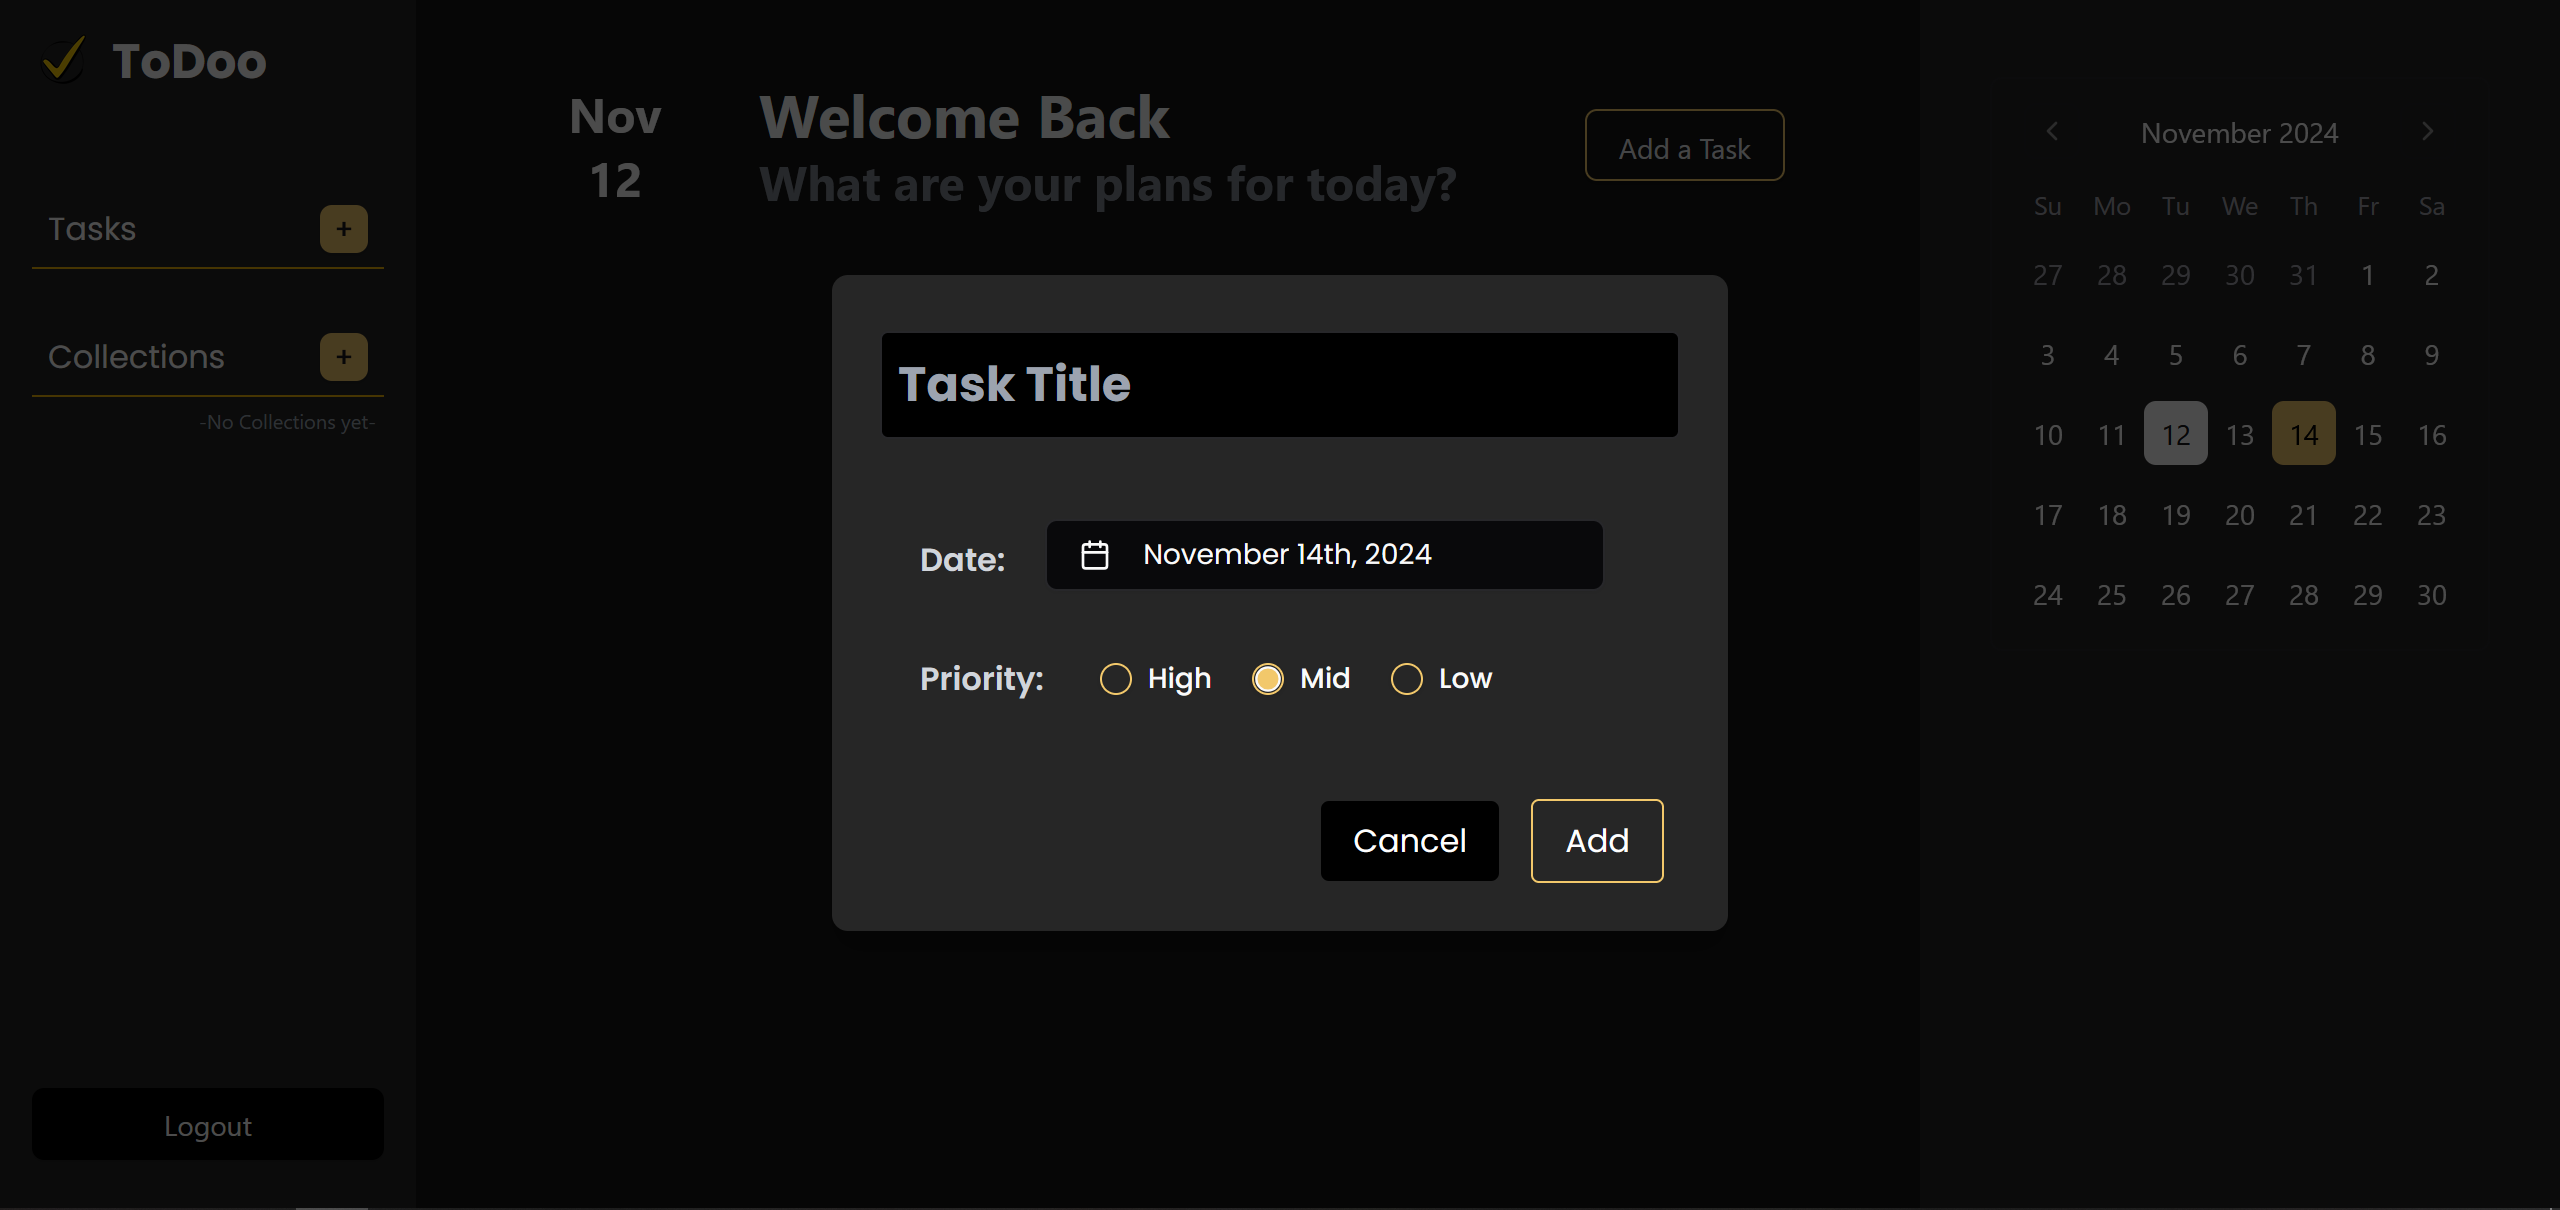 ToDoo
Tasks +
Collections +
-No Collections yet-
Logout
Nov
12
Welcome Back
What are your plans for today?
Add a Task
Task Title
Date: November 14th, 2024
Priority: High Mid Low
Cancel Add
November 2024
Su Mo Tu We Th Fr Sa
27 28 29 30 31 1 2
3 4 5 6 7 8 9
10 11 12 13 14 15 16
17 18 19 20 21 22 23
24 25 26 27 28 29 30